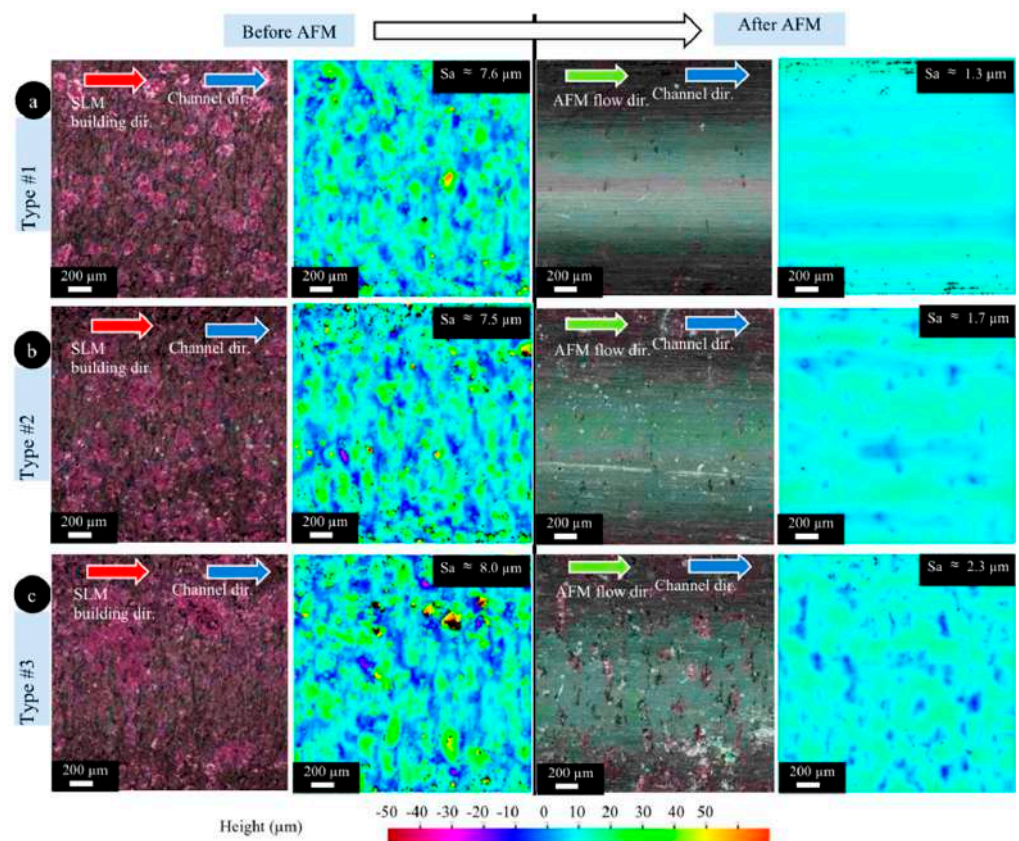 Before AFM
After AFM
a
Type #1
SLM
building dir.
Channel dir.
200 µm
Sa ≈ 7.6 µm
200 µm
AFM flow dir.
Channel dir.
200 µm
Sa ≈ 1.3 µm
200 µm
b
Type #2
SLM
building dir.
Channel dir.
200 µm
Sa ≈ 7.5 µm
200 µm
AFM flow dir.
Channel dir.
200 µm
Sa ≈ 1.7 µm
200 µm
c
Type #3
SLM
building dir.
Channel dir.
200 µm
Sa ≈ 8.0 µm
200 µm
AFM flow dir.
Channel dir.
200 µm
Sa ≈ 2.3 µm
200 µm
Height (µm)
-50 -40 -30 -20 -10 0 10 20 30 40 50